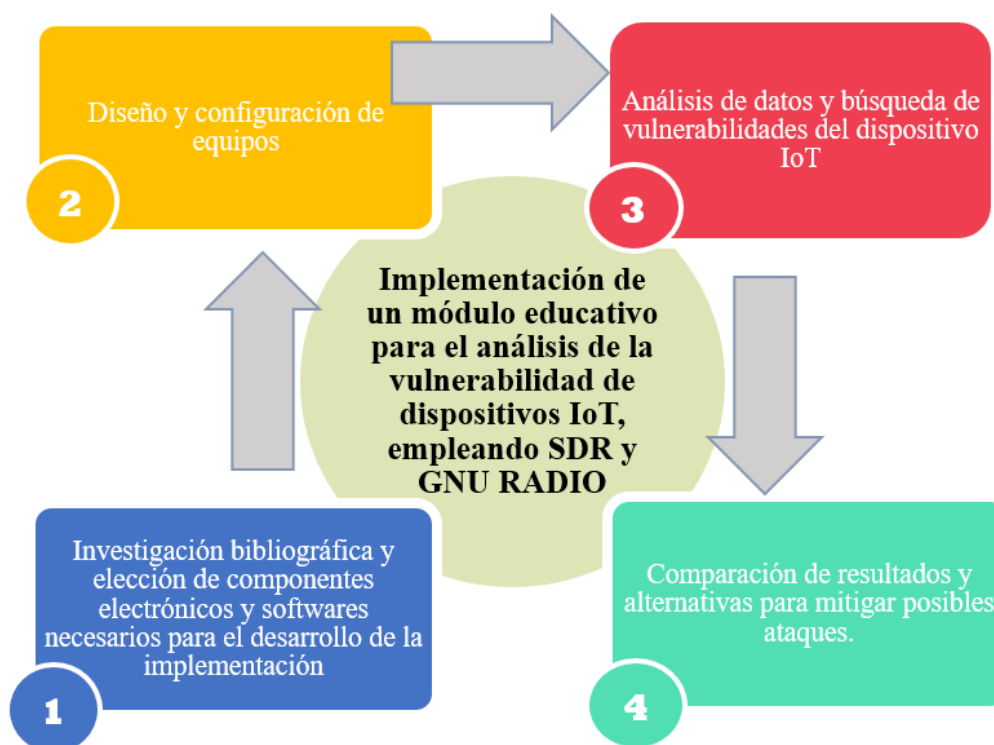 Diseño y configuración de
equipos
2
Análisis de datos y búsqueda de
vulnerabilidades del dispositivo
IoT
3
Implementación de
un módulo educativo
para el análisis de la
vulnerabilidad de
dispositivos IoT,
empleando SDR y
GNU RADIO
Investigación bibliográfica y
elección de componentes
electrónicos y softwares
necesarios para el desarrollo de la
implementación
1
Comparación de resultados y
alternativas para mitigar posibles
ataques.
4